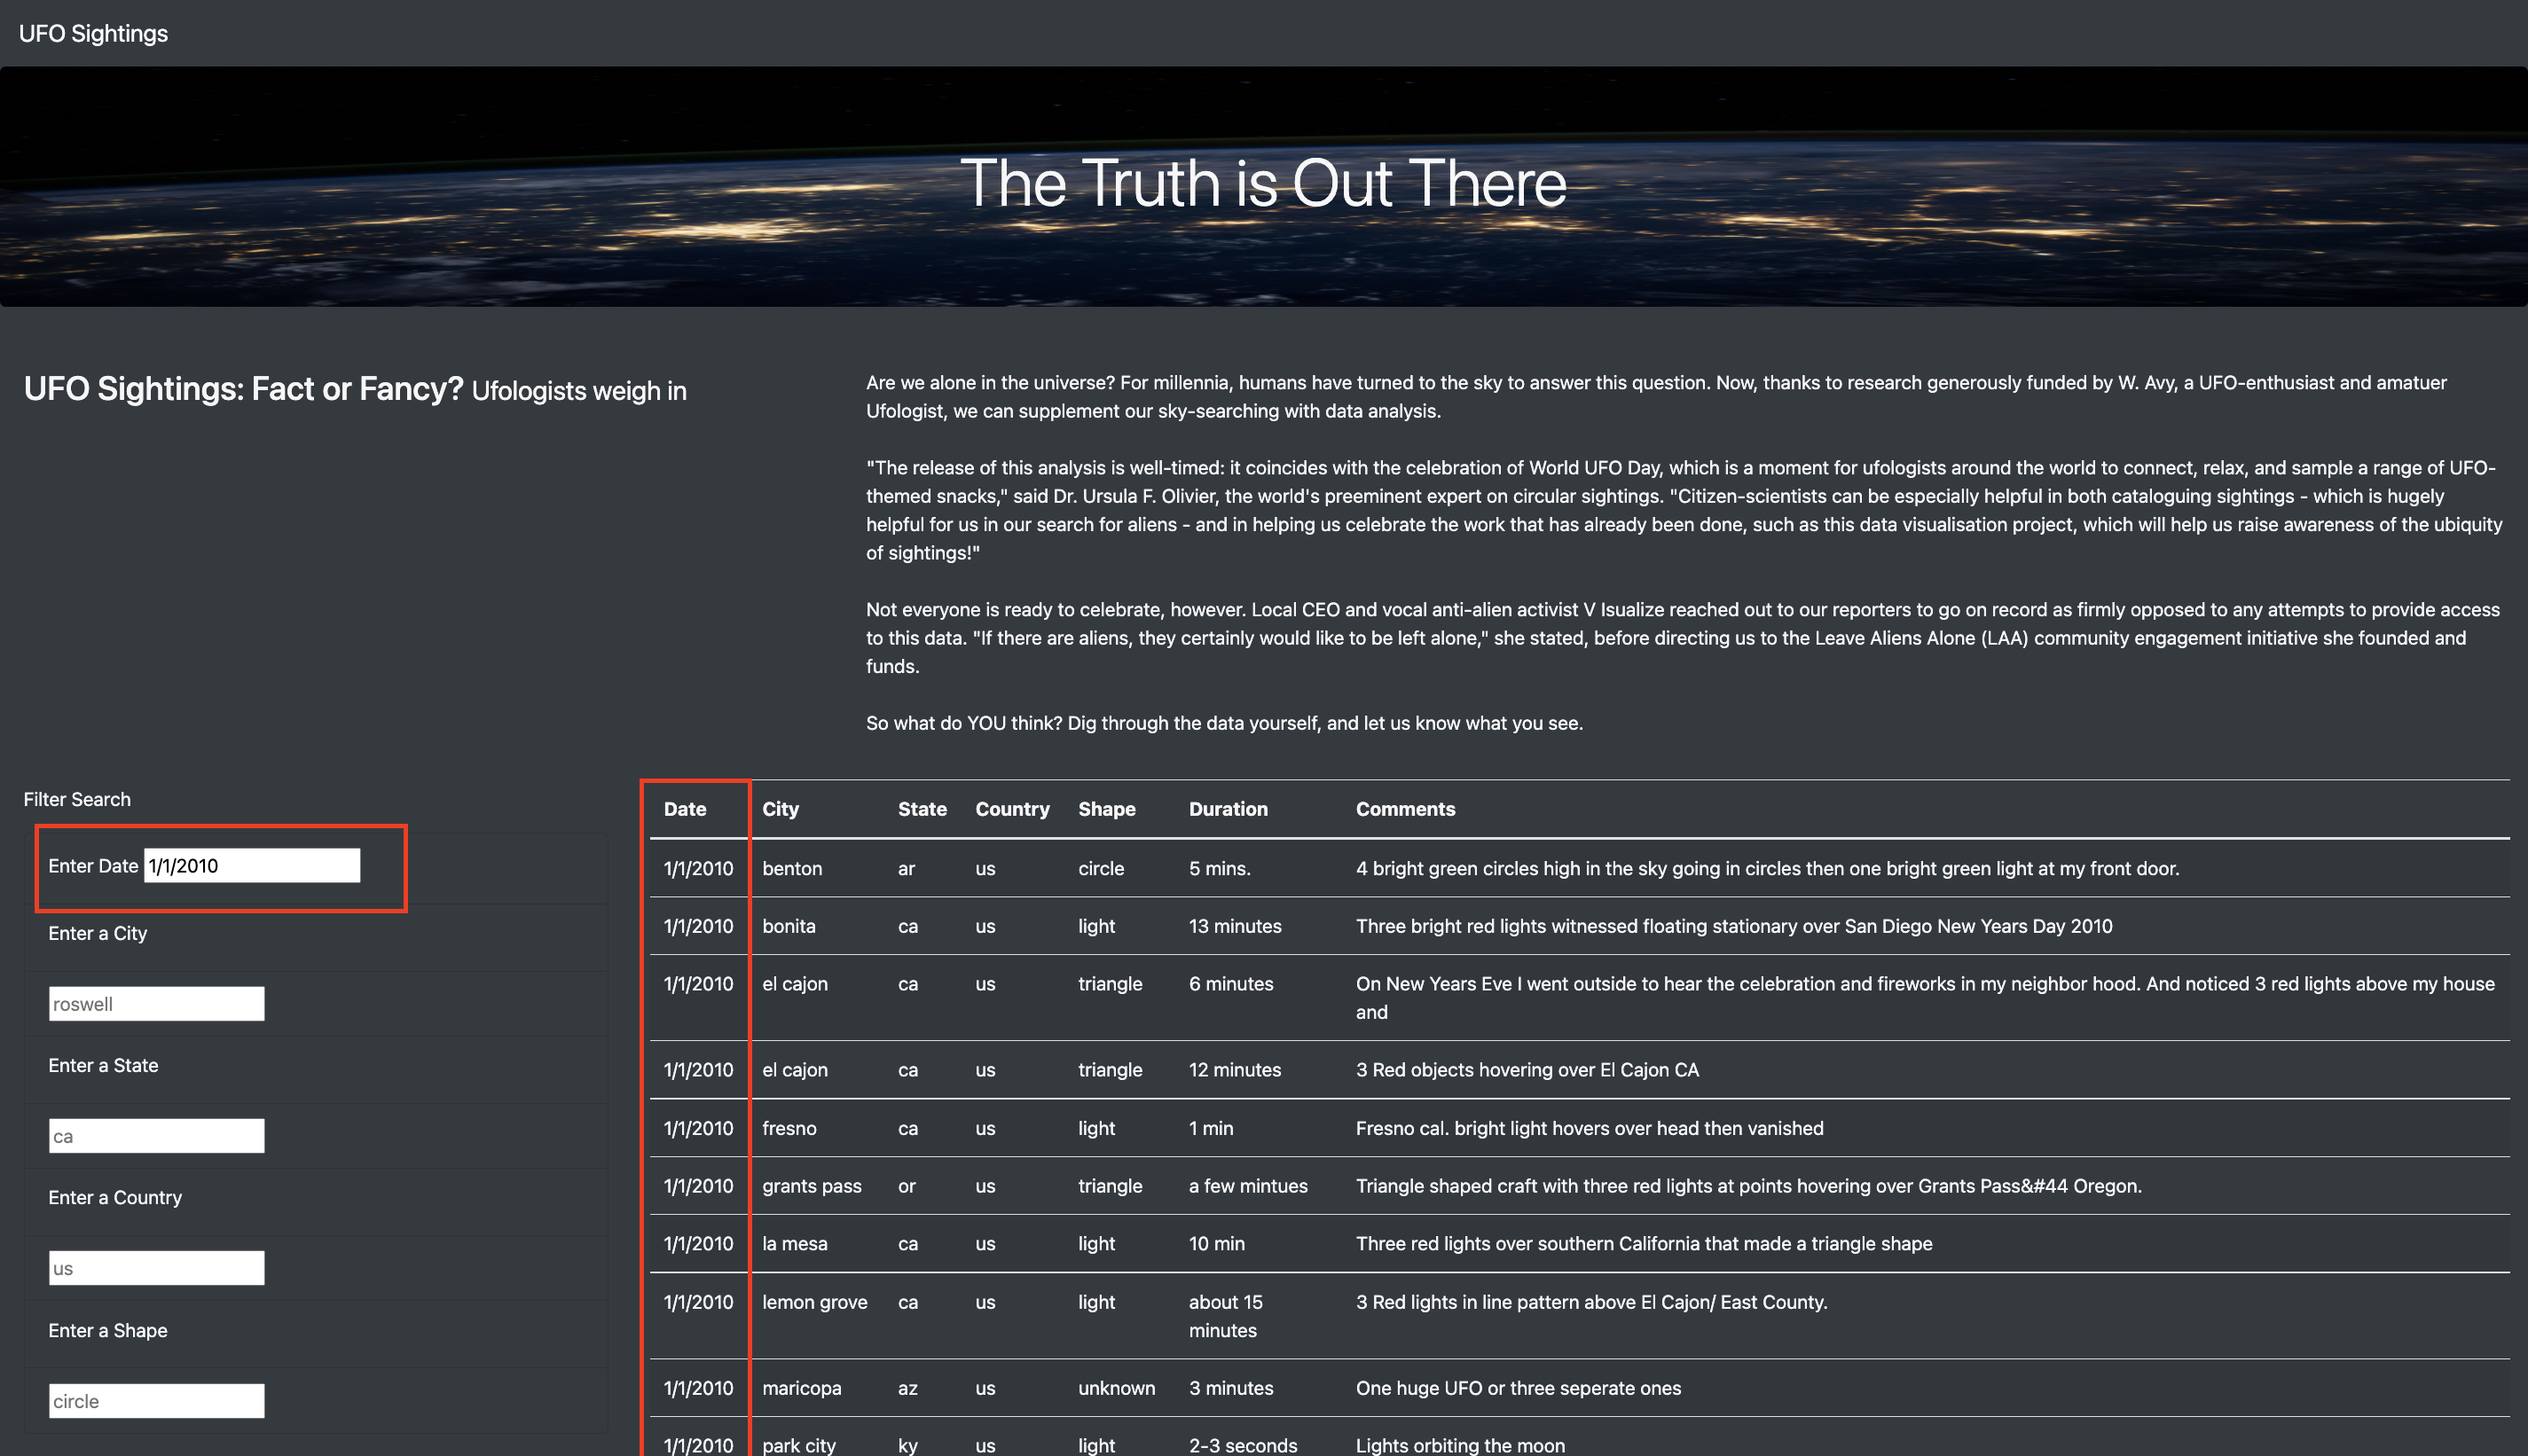 UFO Sightings
The Truth is Out There
UFO Sightings: Fact or Fancy? Ufologists weigh in
Are we alone in the universe? For millennia, humans have turned to the sky to answer this question. Now, thanks to research generously funded by W. Avy, a UFO-enthusiast and amatuer
Ufologist, we can supplement our sky-searching with data analysis.
"The release of this analysis is well-timed: it coincides with the celebration of World UFO Day, which is a moment for ufologists around the world to connect, relax, and sample a range of UFO-
themed snacks," said Dr. Ursula F. Olivier, the world's preeminent expert on circular sightings. "Citizen-scientists can be especially helpful in both cataloguing sightings - which is hugely
helpful for us in our search for aliens - and in helping us celebrate the work that has already been done, such as this data visualisation project, which will help us raise awareness of the ubiquity
of sightings!"
Not everyone is ready to celebrate, however. Local CEO and vocal anti-alien activist V Isualize reached out to our reporters to go on record as firmly opposed to any attempts to provide access
to this data. "If there are aliens, they certainly would like to be left alone," she stated, before directing us to the Leave Aliens Alone (LAA) community engagement initiative she founded and
funds.
So what do YOU think? Dig through the data yourself, and let us know what you see.
Filter Search
Enter Date 1/1/2010
Enter a City
roswell
Enter a State
ca
Enter a Country
us
Enter a Shape
circle
Date City State Country Shape Duration Comments
1/1/2010 benton ar us circle 5 mins. 4 bright green circles high in the sky going in circles then one bright green light at my front door.
1/1/2010 bonita ca us light 13 minutes Three bright red lights witnessed floating stationary over San Diego New Years Day 2010
1/1/2010 el cajon ca us triangle 6 minutes On New Years Eve I went outside to hear the celebration and fireworks in my neighbor hood. And noticed 3 red lights above my house
and
1/1/2010 el cajon ca us triangle 12 minutes 3 Red objects hovering over El Cajon CA
1/1/2010 fresno ca us light 1 min Fresno cal. bright light hovers over head then vanished
1/1/2010 grants pass or us triangle a few mintues Triangle shaped craft with three red lights at points hovering over Grants Pass&#44 Oregon.
1/1/2010 la mesa ca us light 10 min Three red lights over southern California that made a triangle shape
1/1/2010 lemon grove ca us light about 15 3 Red lights in line pattern above El Cajon/ East County.
minutes
1/1/2010 maricopa az us unknown 3 minutes One huge UFO or three seperate ones
1/1/2010 park city ky us light 2-3 seconds Lights orbiting the moon